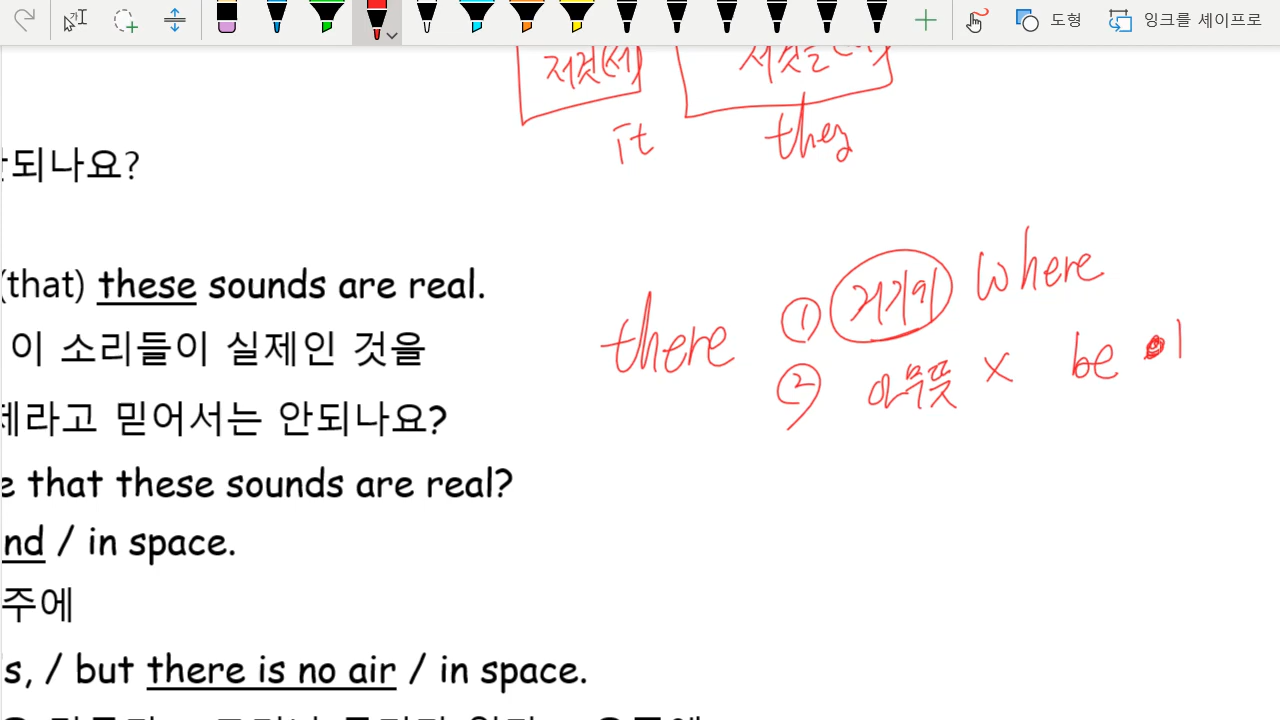 도형 잉크를 셰이프로
저것(
it they
되나요?
(that) these sounds are real.
이 소리들이 실제인 것을
제라고 믿어서는 안되나요?
there ① 거기에 where
② 아무뜻 x be
e that these sounds are real?
nd / in space.
주에
s, / but there is no air / in space.